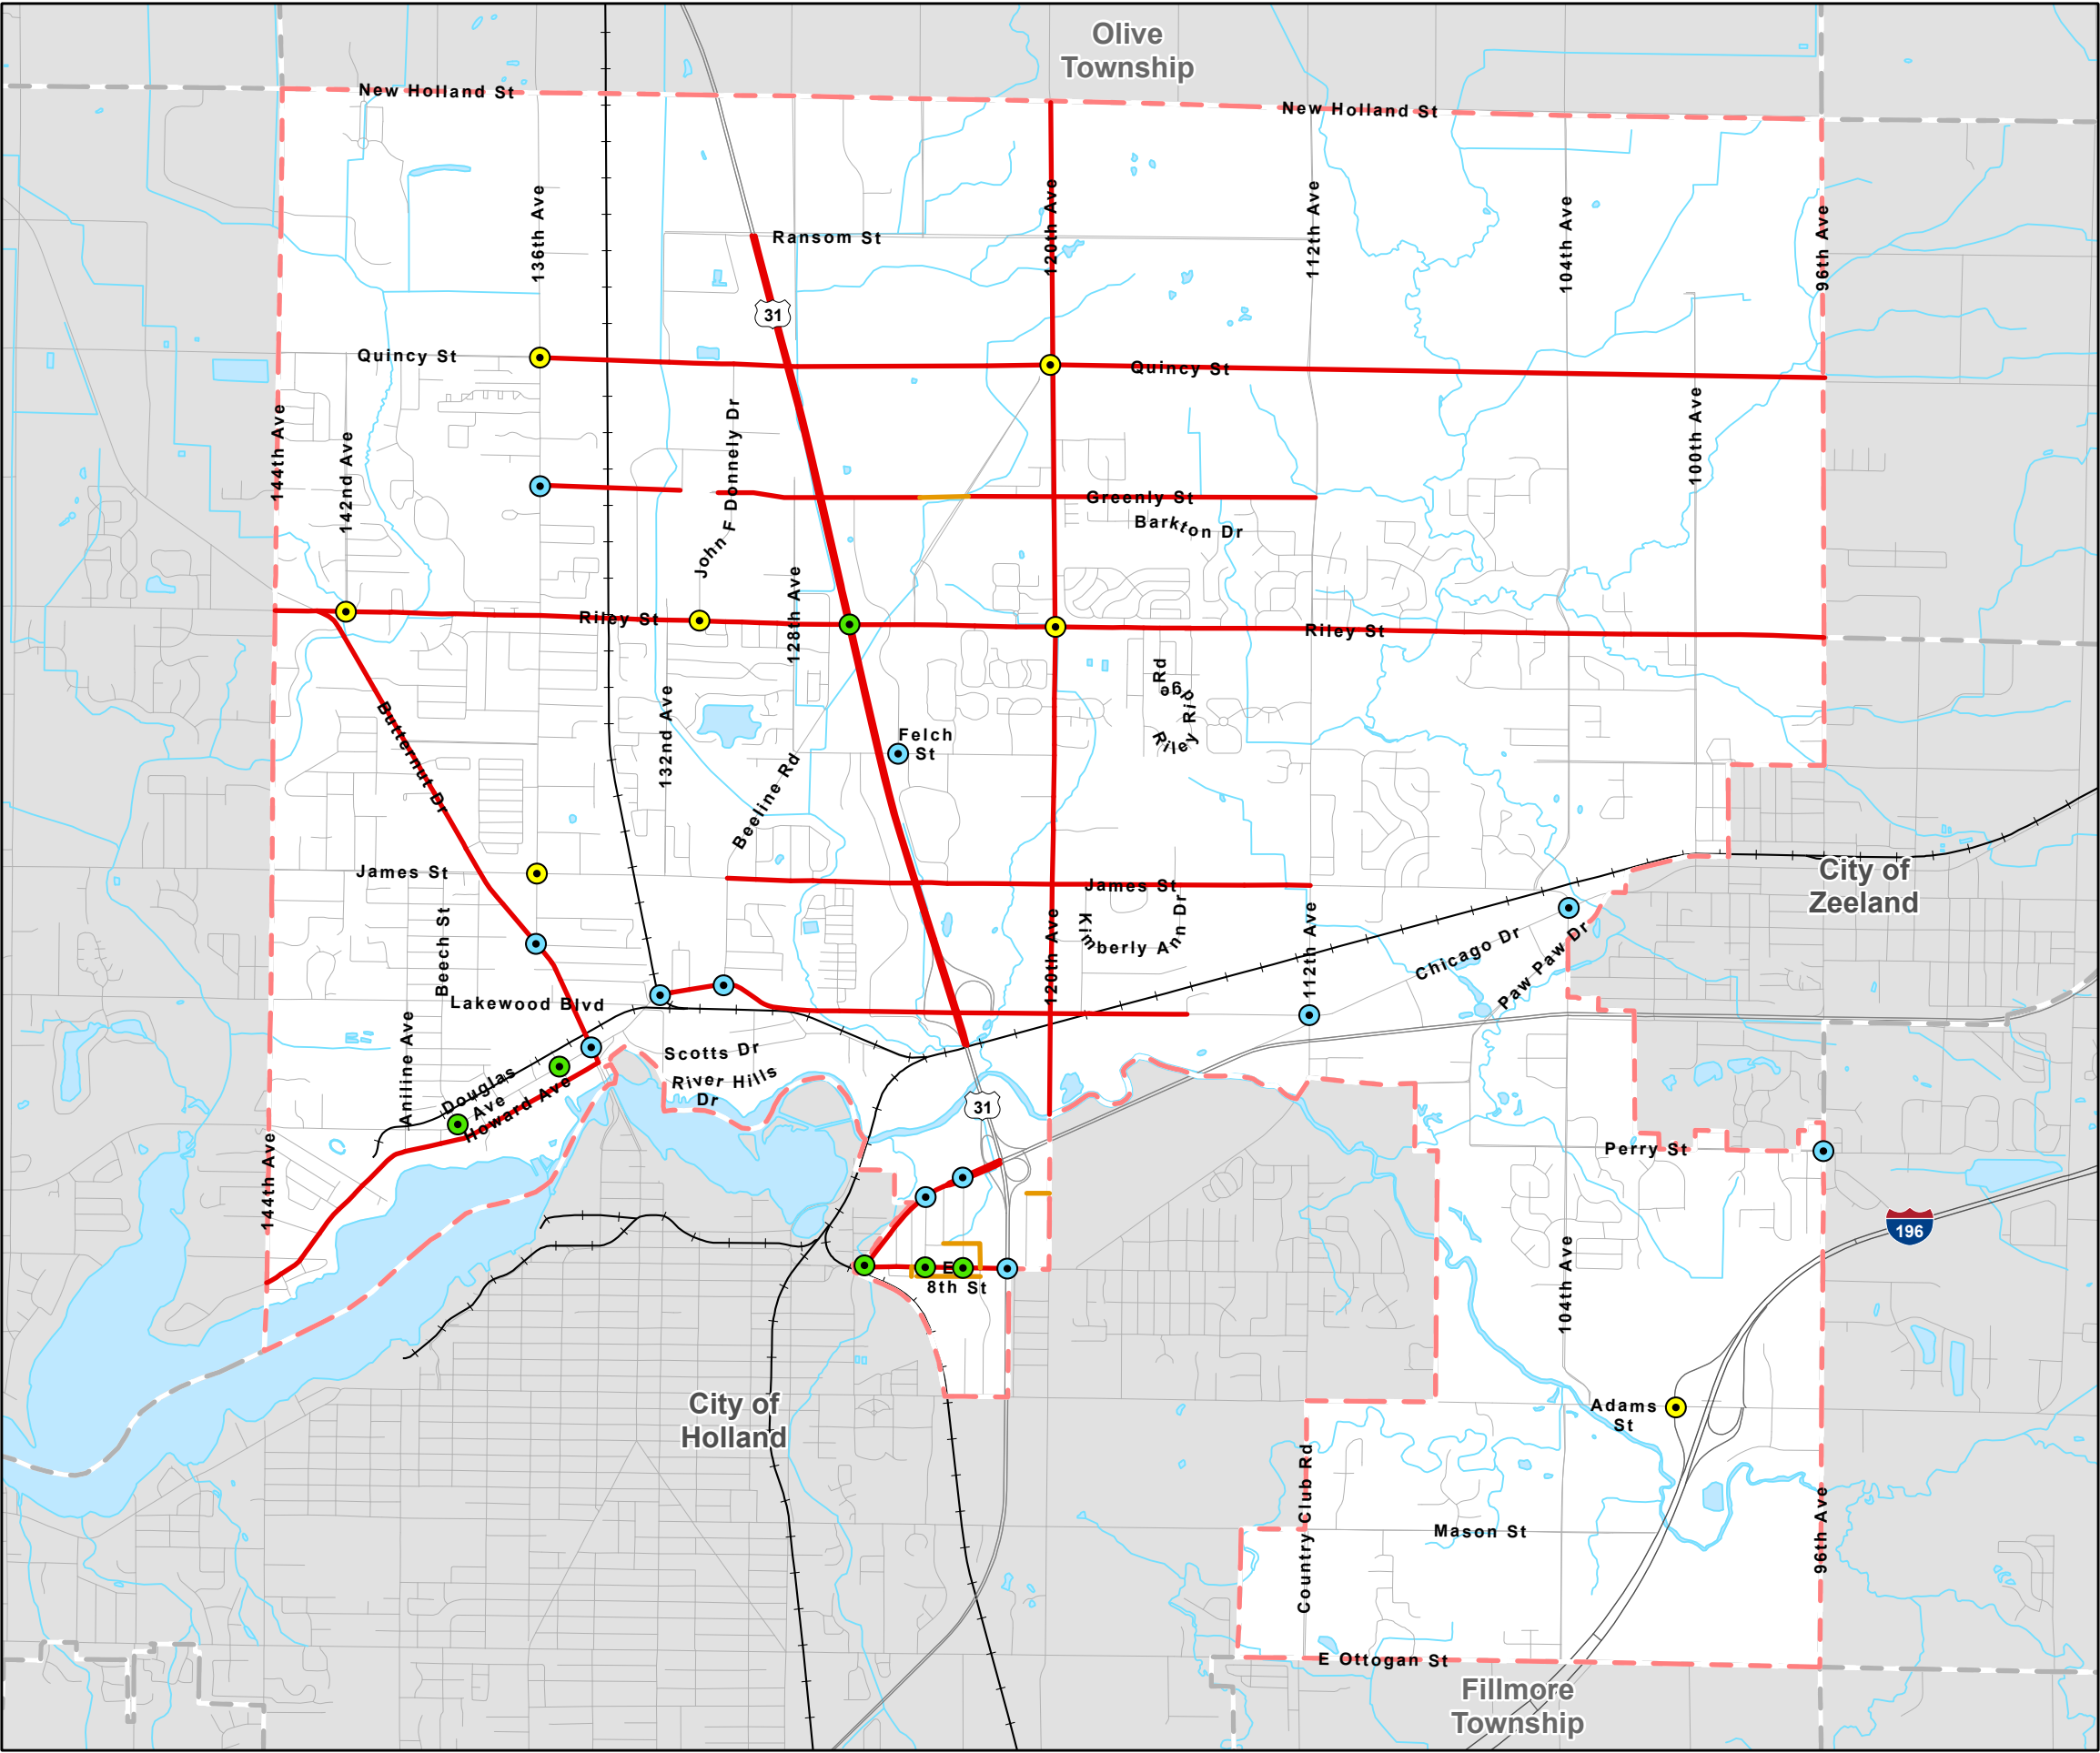 Olive
Township
New Holland St
New Holland St
136th Ave
120th Ave
112th Ave
104th Ave
96th Ave
Ransom St
31
Quincy St
Quincy St
144th Ave
142nd Ave
John F Donnely Dr
100th Ave
Greenly St
Barkton Dr
128th Ave
Riley St
Riley St
Riley Ridge Rd
Butternut Dr
132nd Ave
Felch
St
Beeline Rd
James St
James St
City of
Zeeland
Beech St
Kimberly Ann Dr
120th Ave
112th Ave
Chicago Dr
Paw Paw Dr
Lakewood Blvd
Aniline Ave
Scotts Dr
River Hills
Dr
Douglas
Ave
Howard Ave
31
144th Ave
Perry St
196
104th Ave
E
8th St
City of
Holland
Adams
St
Country Club Rd
Mason St
96th Ave
E Ottogan St
Fillmore
Township